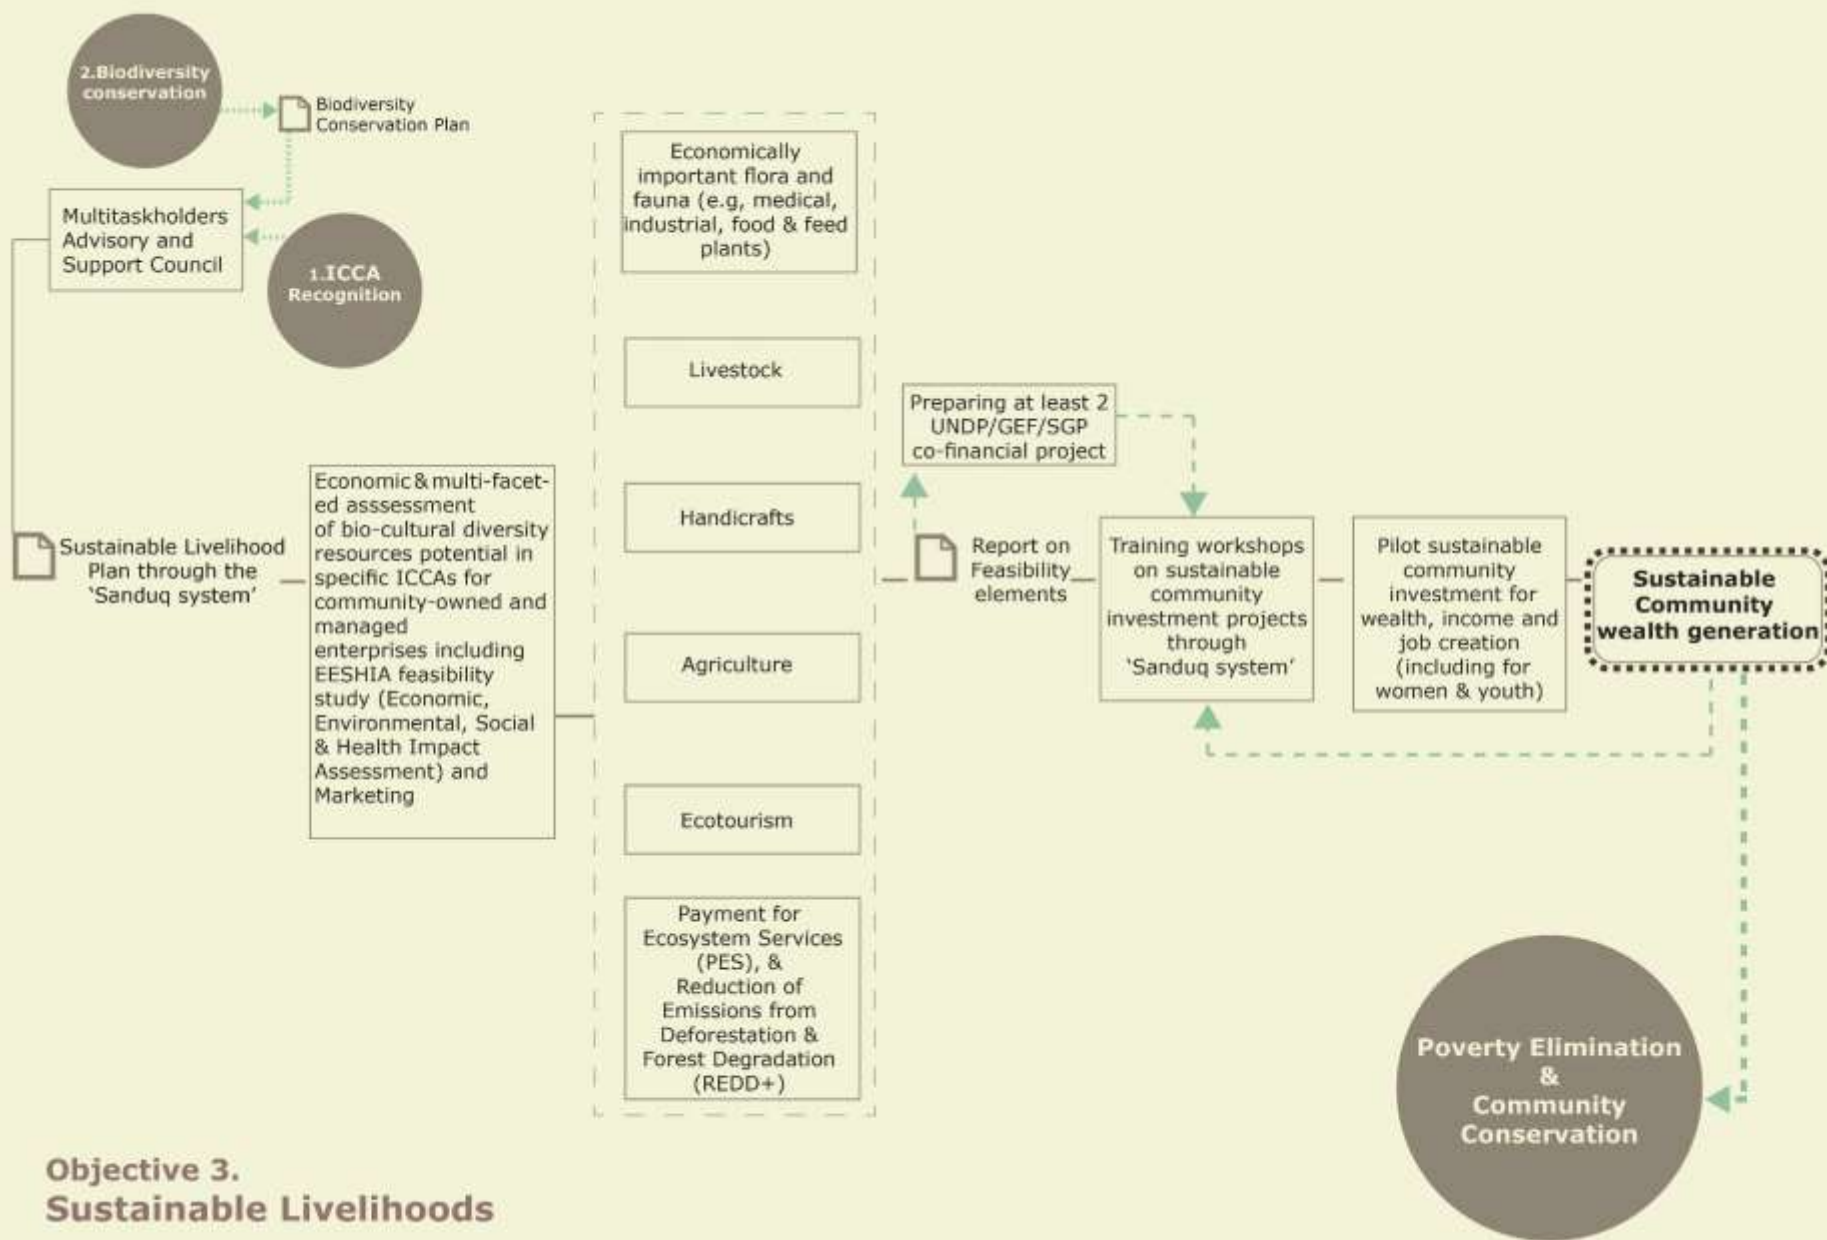 2.Biodiversity
conservation
Biodiversity
Conservation Plan
Multitaskholders
Advisory and
Support Council
1.ICCA
Recognition
Sustainable Livelihood
Plan through the
‘Sanduq system’
Economic & multi-facet-
ed asssessment
of bio-cultural diversity
resources potential in
specific ICCAs for
community-owned and
managed
enterprises including
EESHIA feasibility
study (Economic,
Environmental, Social
& Health Impact
Assessment) and
Marketing
Economically
important flora and
fauna (e.g, medical,
industrial, food & feed
plants)
Livestock
Handicrafts
Agriculture
Ecotourism
Payment for
Ecosystem Services
(PES), &
Reduction of
Emissions from
Deforestation &
Forest Degradation
(REDD+)
Preparing at least 2
UNDP/GEF/SGP
co-financial project
Report on
Feasibility
elements
Training workshops
on sustainable
community
investment projects
through
‘Sanduq system’
Pilot sustainable
community
investment for
wealth, income and
job creation
(including for
women & youth)
Sustainable
Community
wealth generation
Poverty Elimination
&
Community
Conservation
Objective 3.
Sustainable Livelihoods